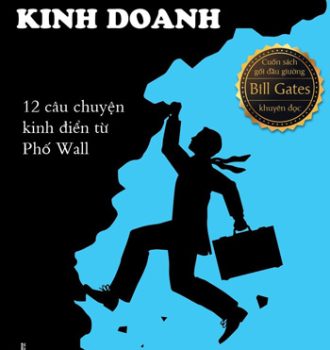 KINH DOANH
Cuốn sách
gối đầu giường
Bill Gates
khuyên đọc
12 câu chuyện
kinh điển từ
Phố Wall